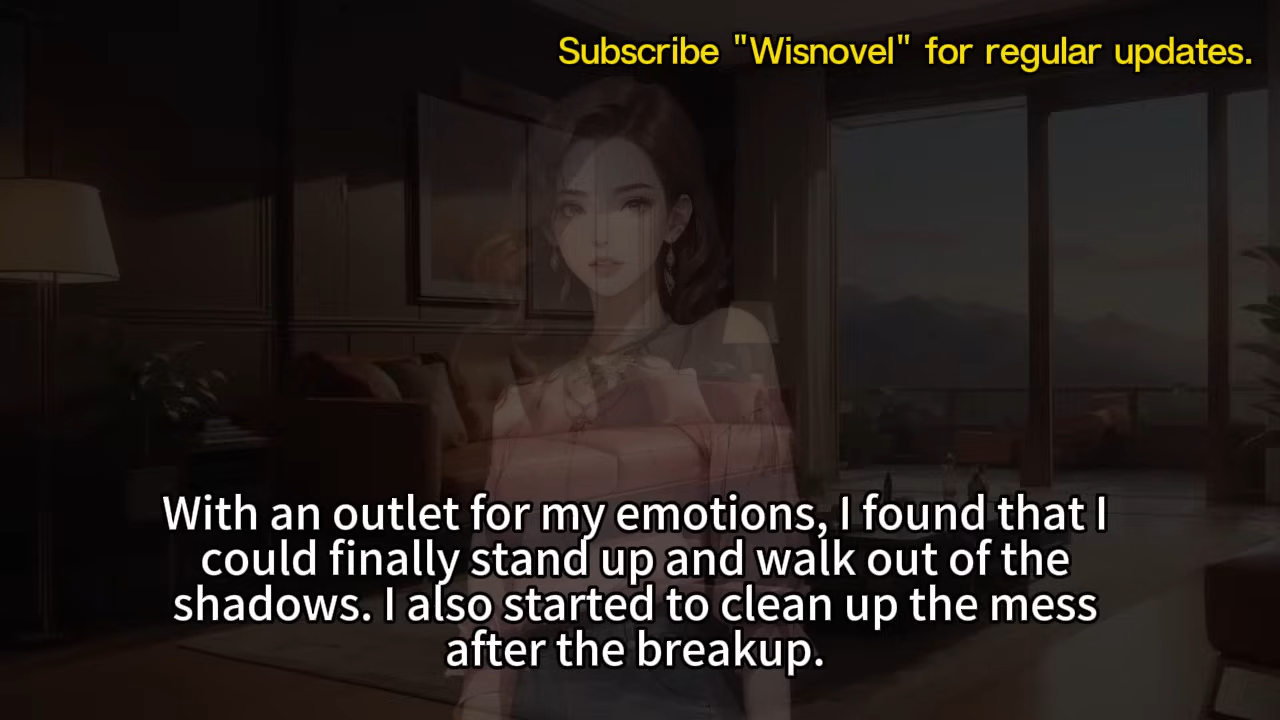 Subscribe "Wisnovel" for regular updates.
With an outlet for my emotions, I found that I
could finally stand up and walk out of the
shadows. I also started to clean up the mess
after the breakup.